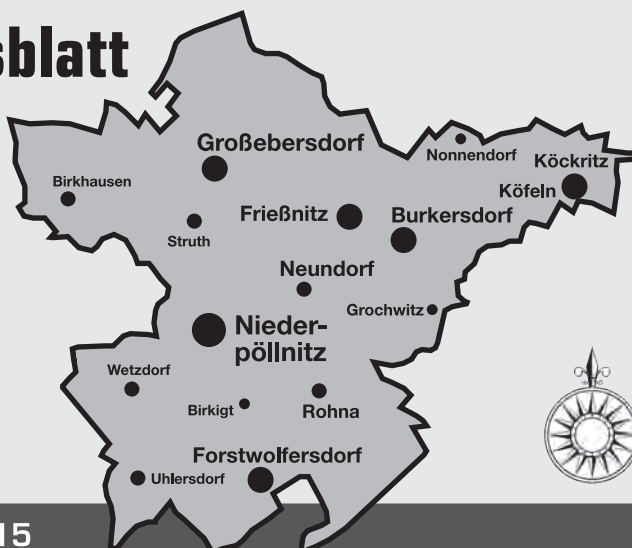 sblatt
Großebersdorf
Nonnendorf
Köckritz
Birkhausen
Köfeln
Frießnitz
Burkersdorf
Struth
Neundorf
Grochwitz
Nieder-
pöllnitz
Wetzdorf
Birkigt
Rohna
Forstwolfersdorf
Uhlersdorf
15